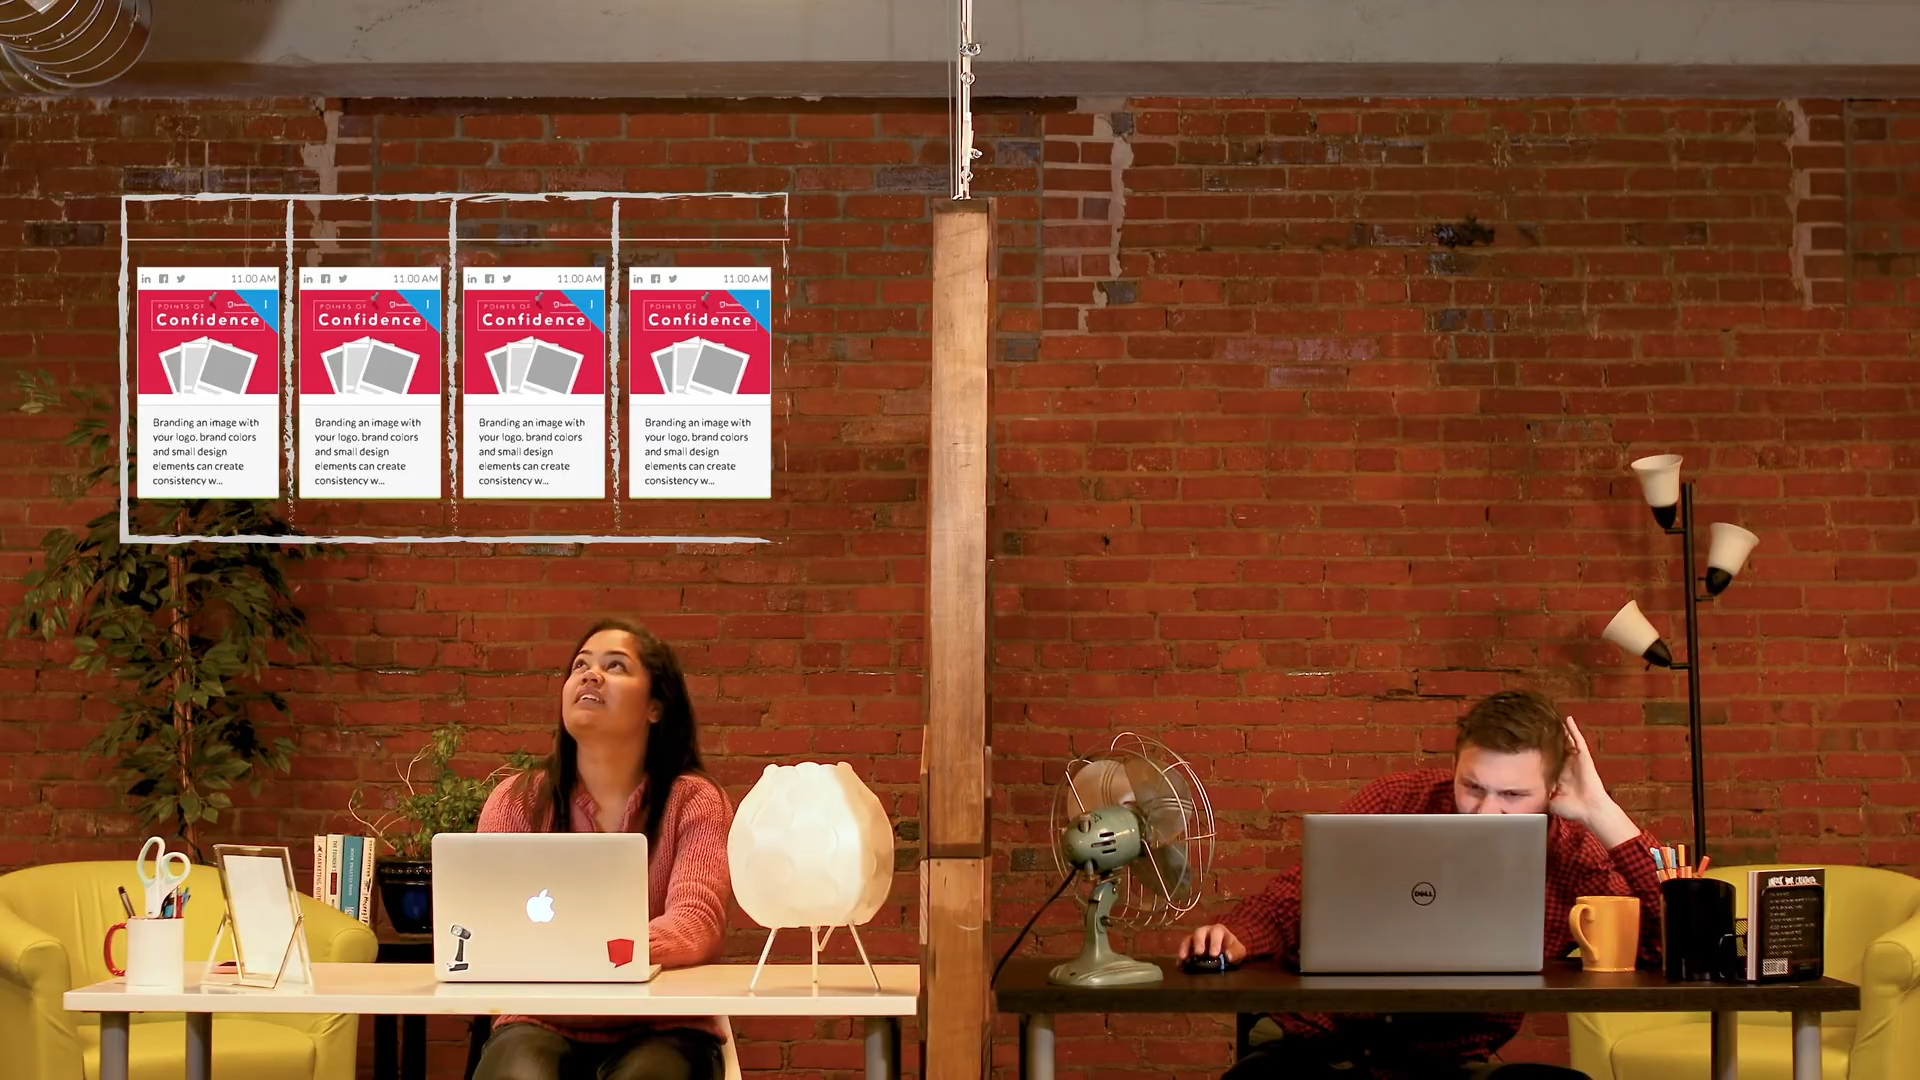 in 11.00 AM
POINTS OF
Confidence
Branding an image with
your logo, brand colors
and small design
elements can create
consistency w...
in 11.00 AM
POINTS OF
Confidence
Branding an image with
your logo, brand colors
and small design
elements can create
consistency w...
in 11.00 AM
POINTS OF
Confidence
Branding an image with
your logo, brand colors
and small design
elements can create
consistency w...
in 11.00 AM
POINTS OF
Confidence
Branding an image with
your logo, brand colors
and small design
elements can create
consistency w...
DELL